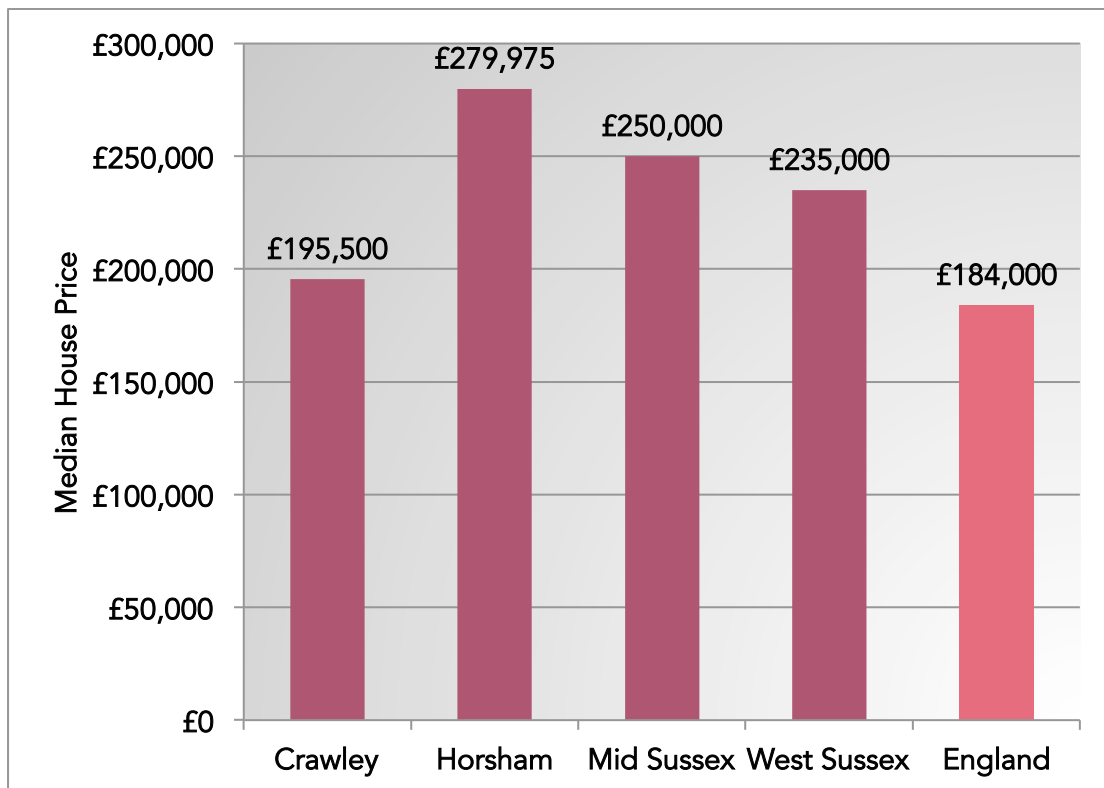 £300,000
£250,000
£200,000
£150,000
£100,000
£50,000
£0
Median House Price
£195,500
£279,975
£250,000
£235,000
£184,000
Crawley
Horsham
Mid Sussex
West Sussex
England